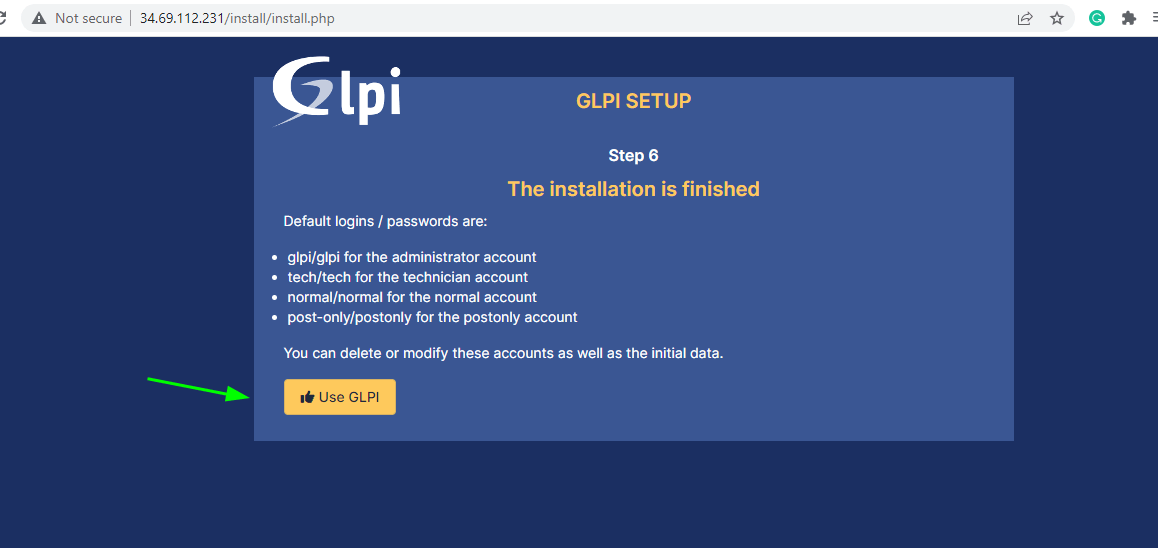 Not secure | 34.69.112.231/install/install.php
Glpi
GLPI SETUP
Step 6
The installation is finished
Default logins / passwords are:
• glpi/glpi for the administrator account
• tech/tech for the technician account
• normal/normal for the normal account
• post-only/postonly for the postonly account
You can delete or modify these accounts as well as the initial data.
Use GLPI